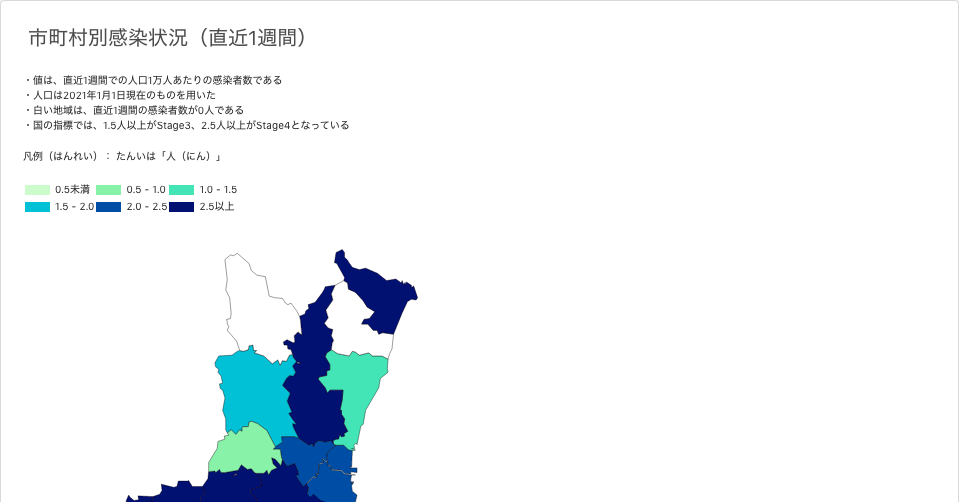 市町村別感染状況（直近1週間）
・値は、直近1週間での人口1万人あたりの感染者数である
・人口は2021年1月1日現在のものを用いた
・白い地域は、直近1週間の感染者数が0人である
・国の指標では、1.5人以上がStage3、2.5人以上がStage4となっている
凡例（はんれい）： たんいは「人（にん）」
0.5未満 0.5 - 1.0 1.0 - 1.5
1.5 - 2.0 2.0 - 2.5 2.5以上